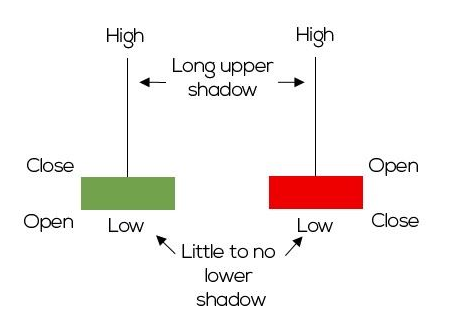 High
High
Long upper
shadow
Close
Open
Open
Low
Low
Close
Little to no
lower
shadow